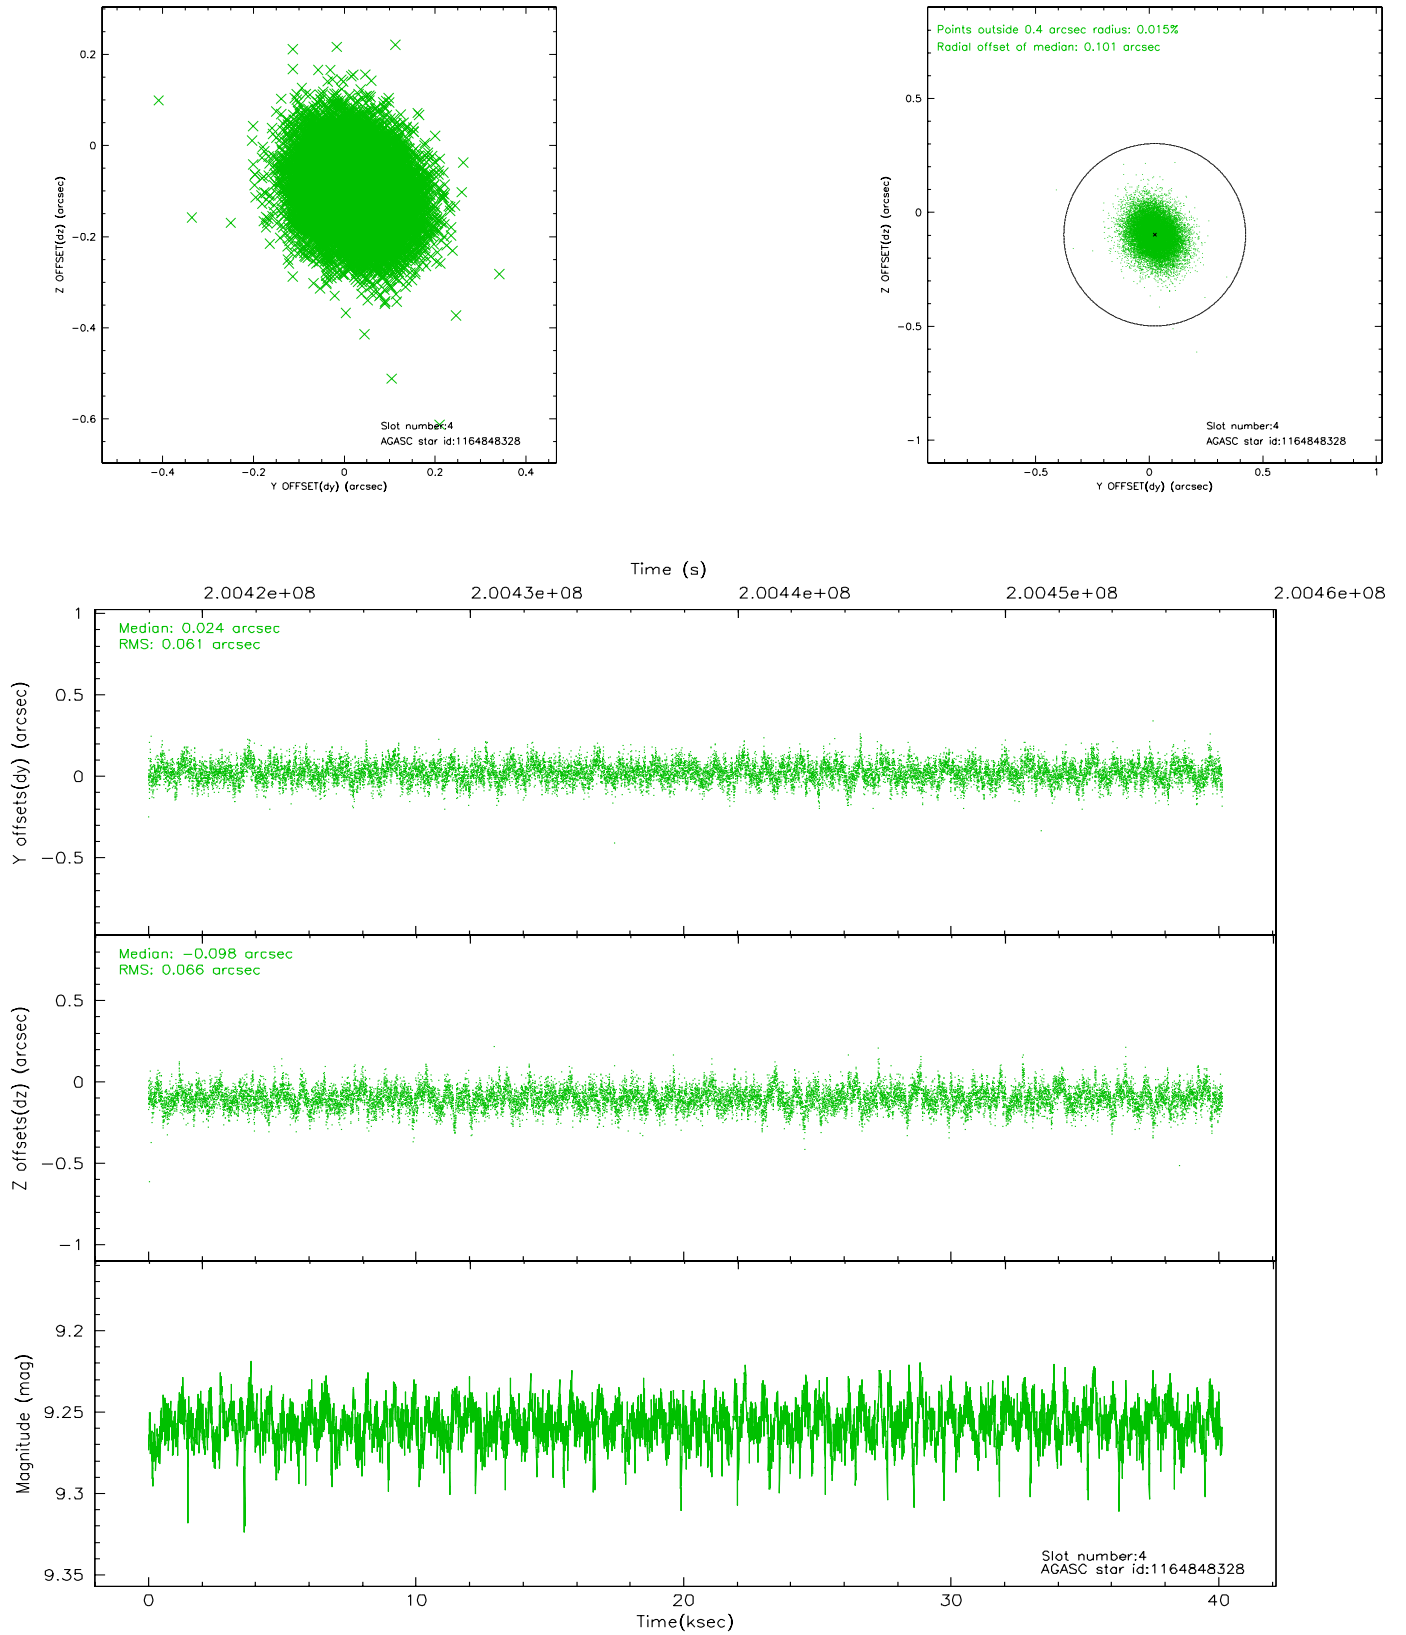 0.2
0
−0.2
−0.4
−0.6
Z OFFSET(dz) (arcsec)
Slot number:4
AGASC star id:1164848328
−0.4 −0.2 0 0.2 0.4
Y OFFSET(dy) (arcsec)
Points outside 0.4 arcsec radius: 0.015%
Radial offset of median: 0.101 arcsec
0.5
0
−0.5
−1
Z OFFSET(dz) (arcsec)
Slot number:4
AGASC star id:1164848328
−0.5 0 0.5 1
Y OFFSET(dy) (arcsec)
Time (s)
2.0042e+08 2.0043e+08 2.0044e+08 2.0045e+08 2.0046e+08
Median: 0.024 arcsec
RMS: 0.061 arcsec
1
0.5
0
−0.5
Y offsets(dy) (arcsec)
Median: −0.098 arcsec
RMS: 0.066 arcsec
0.5
0
−0.5
−1
Z offsets(dz) (arcsec)
9.2
9.25
9.3
9.35
Magnitude (mag)
Slot number:4
AGASC star id:1164848328
0 10 20 30 40
Time(ksec)